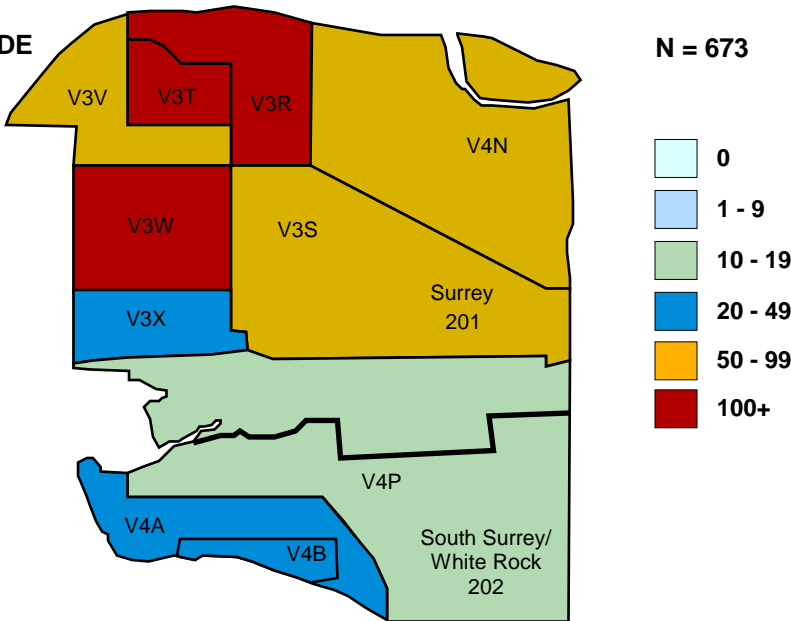 DE
N = 673
V3V
V3T
V3R
V4N
V3W
V3S
V3X
Surrey
201
V4P
V4A
V4B
South Surrey/
White Rock
202
0
1 - 9
10 - 19
20 - 49
50 - 99
100+